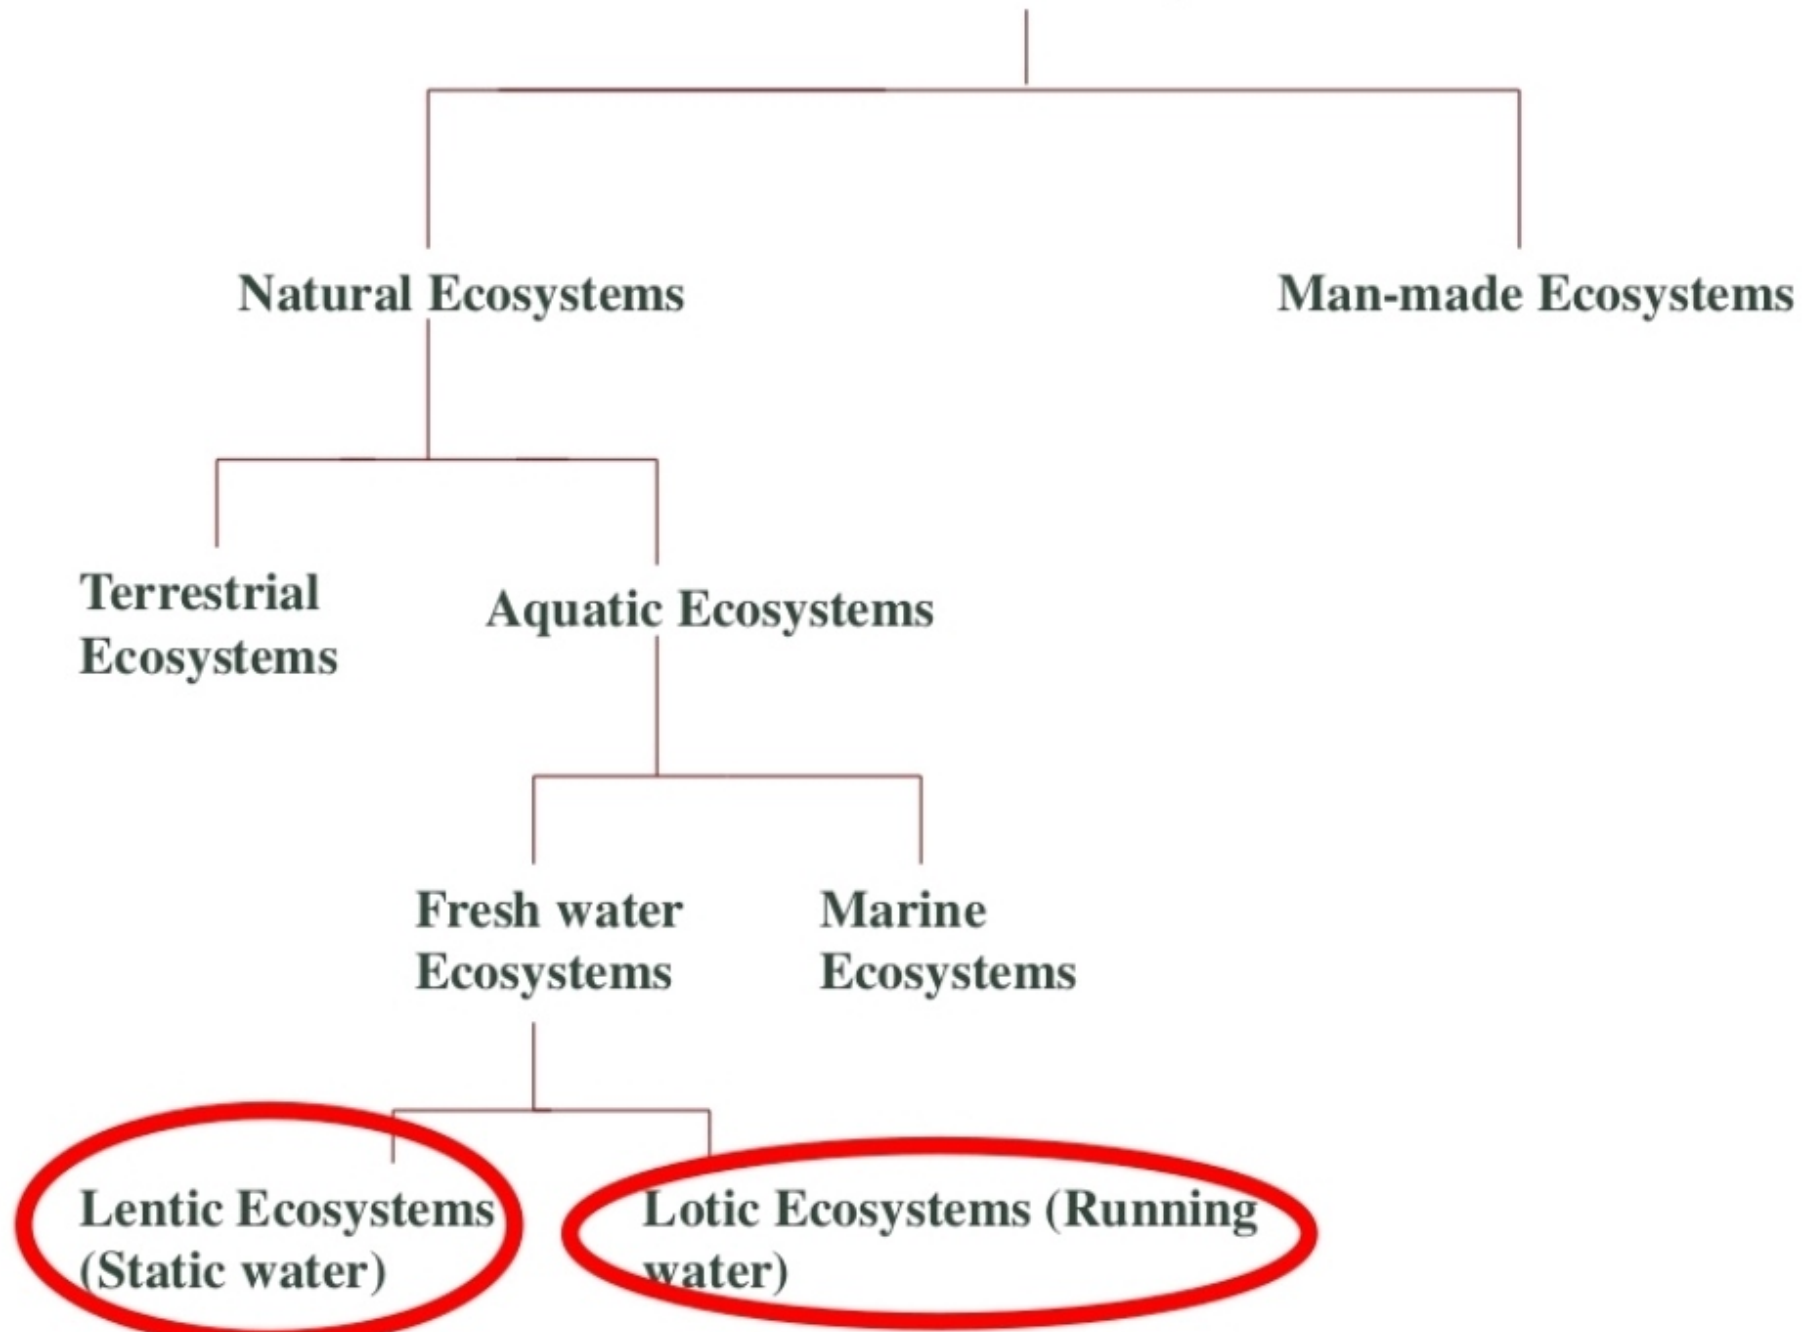 Natural Ecosystems
Man-made Ecosystems
Terrestrial
Ecosystems
Aquatic Ecosystems
Fresh water
Ecosystems
Marine
Ecosystems
Lentic Ecosystems
(Static water)
Lotic Ecosystems (Running
water)